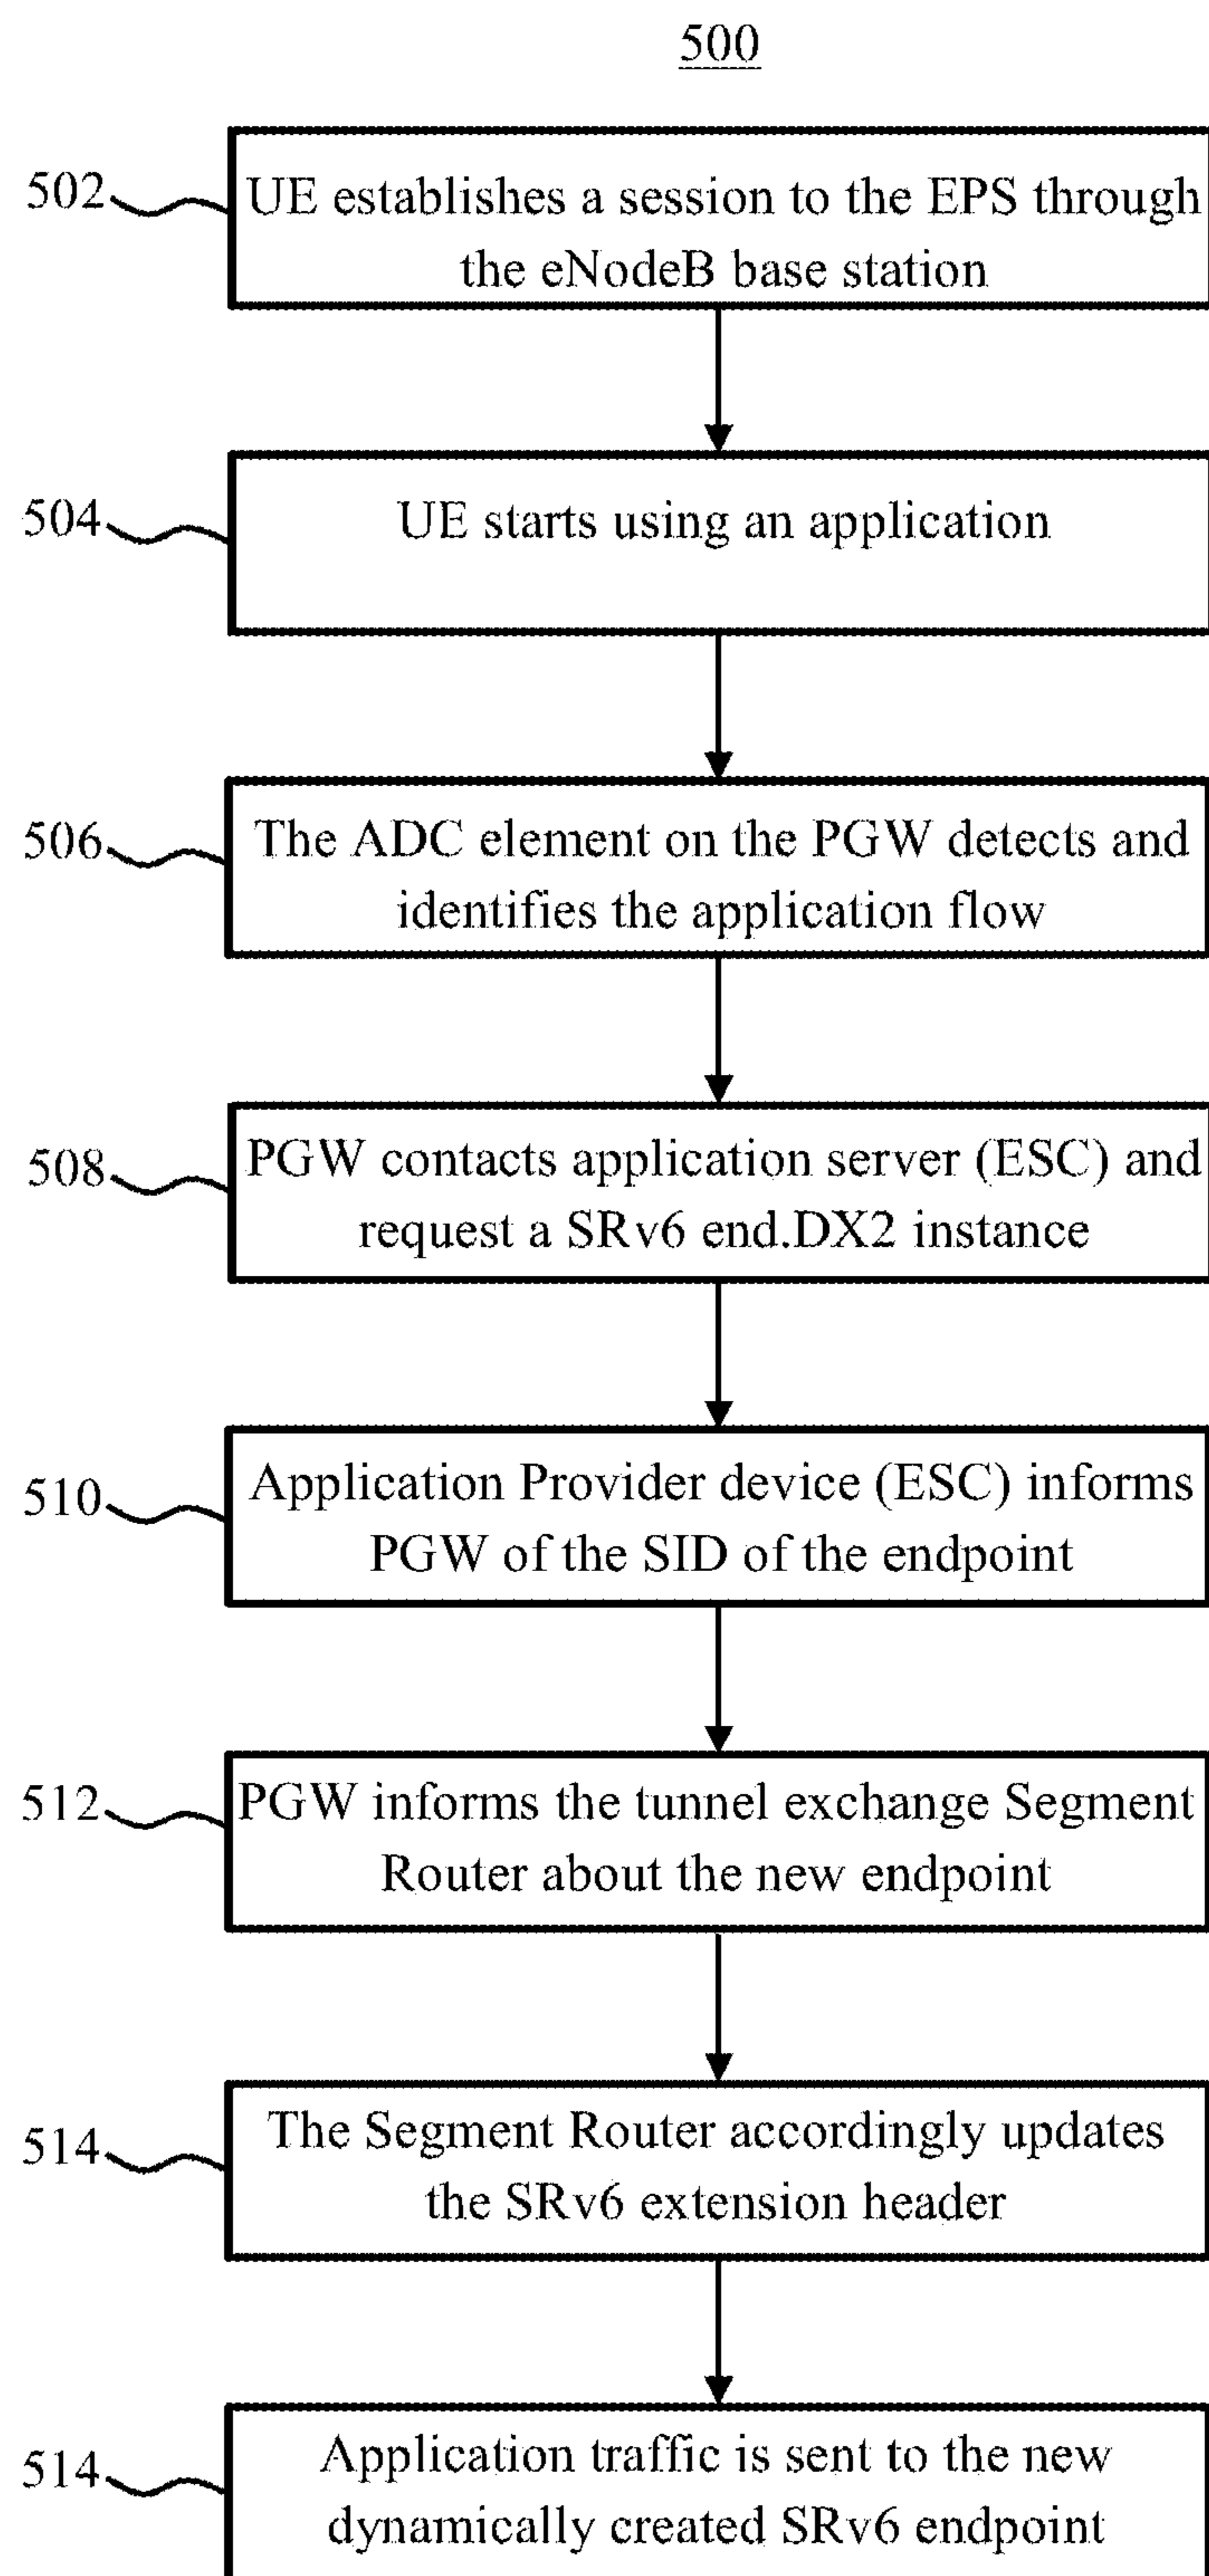 500
502
UE establishes a session to the EPS through
the eNodeB base station
504
UE starts using an application
506
The ADC element on the PGW detects and
identifies the application flow
508
PGW contacts application server (ESC) and
request a SRv6 end.DX2 instance
510
Application Provider device (ESC) informs
PGW of the SID of the endpoint
512
PGW informs the tunnel exchange Segment
Router about the new endpoint
514
The Segment Router accordingly updates
the SRv6 extension header
514
Application traffic is sent to the new
dynamically created SRv6 endpoint